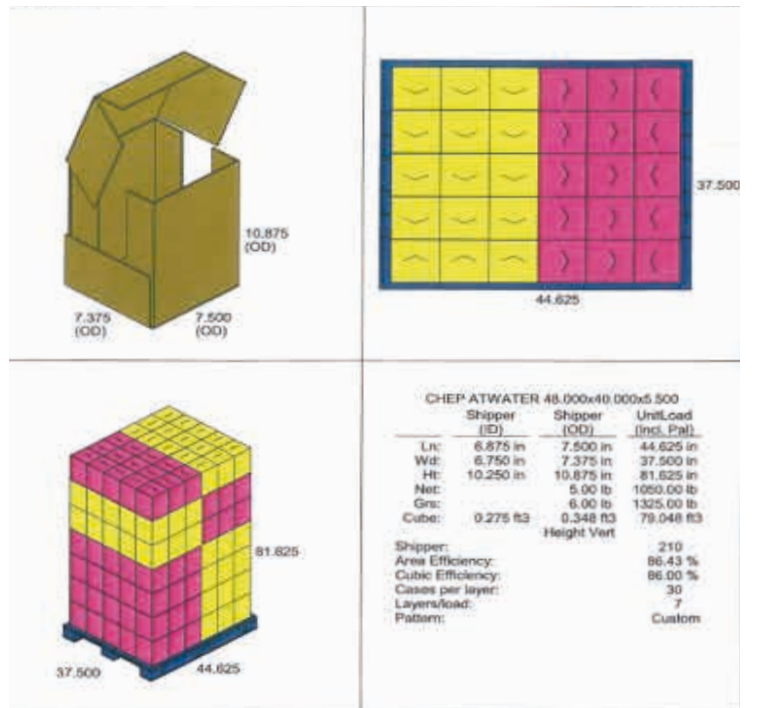 10.875
(OD)
7.375
(OD)
7.500
(OD)
37.500
44.625
81.625
37.500
44.625
CHEP ATWATER 48.000x40.000x5.500
Shipper Shipper UnitLoad
(ID) (OD) (Incl. Pal)
Ln: 6.875 in 7.500 in 44.625 in
Wd: 6.750 in 7.375 in 37.500 in
Ht: 10.250 in 10.875 in 81.625 in
Net: 5.00 lb 1050.00 lb
Grs: 6.00 lb 1325.00 lb
Cube: 0.275 ft3 0.348 ft3 79.048 ft3
Height Vert
Shipper: 210
Area Efficiency: 86.43 %
Cubic Efficiency: 86.00 %
Cases per layer: 30
Layers/load: 7
Pattern: Custom